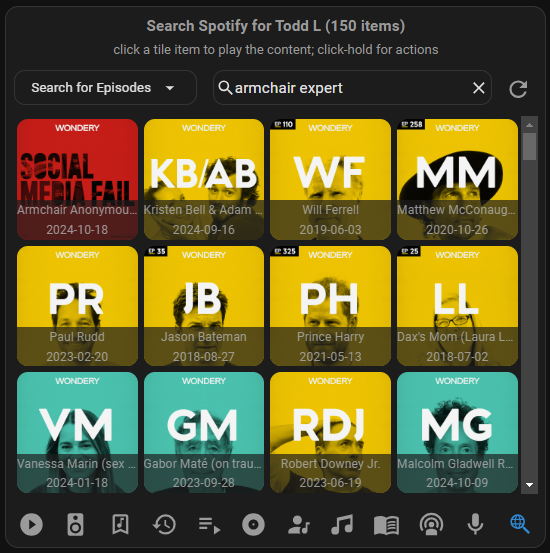 Search Spotify for Todd L (150 items)
click a tile item to play the content; click-hold for actions
Search for Episodes
armchair expert
WONDERY
SOCIAL
MEDIA FAIL
Armchair Anonymou...
2024-10-18
WONDERY
KB/AB
Kristen Bell & Adam ...
2024-09-16
EP 110
WONDERY
WF
Will Ferrell
2019-06-03
EP 258
WONDERY
MM
Matthew McConaug...
2020-10-26
WONDERY
PR
Paul Rudd
2023-02-20
EP 35
WONDERY
JB
Jason Bateman
2018-08-27
EP 325
WONDERY
PH
Prince Harry
2021-05-13
EP 25
WONDERY
LL
Dax's Mom (Laura L...
2018-07-02
WONDERY
VM
Vanessa Marin (sex ...
2024-01-18
WONDERY
GM
Gabor Maté (on trau...
2023-09-28
WONDERY
RDJ
Robert Downey Jr.
2023-06-19
WONDERY
MG
Malcolm Gladwell R...
2024-10-09